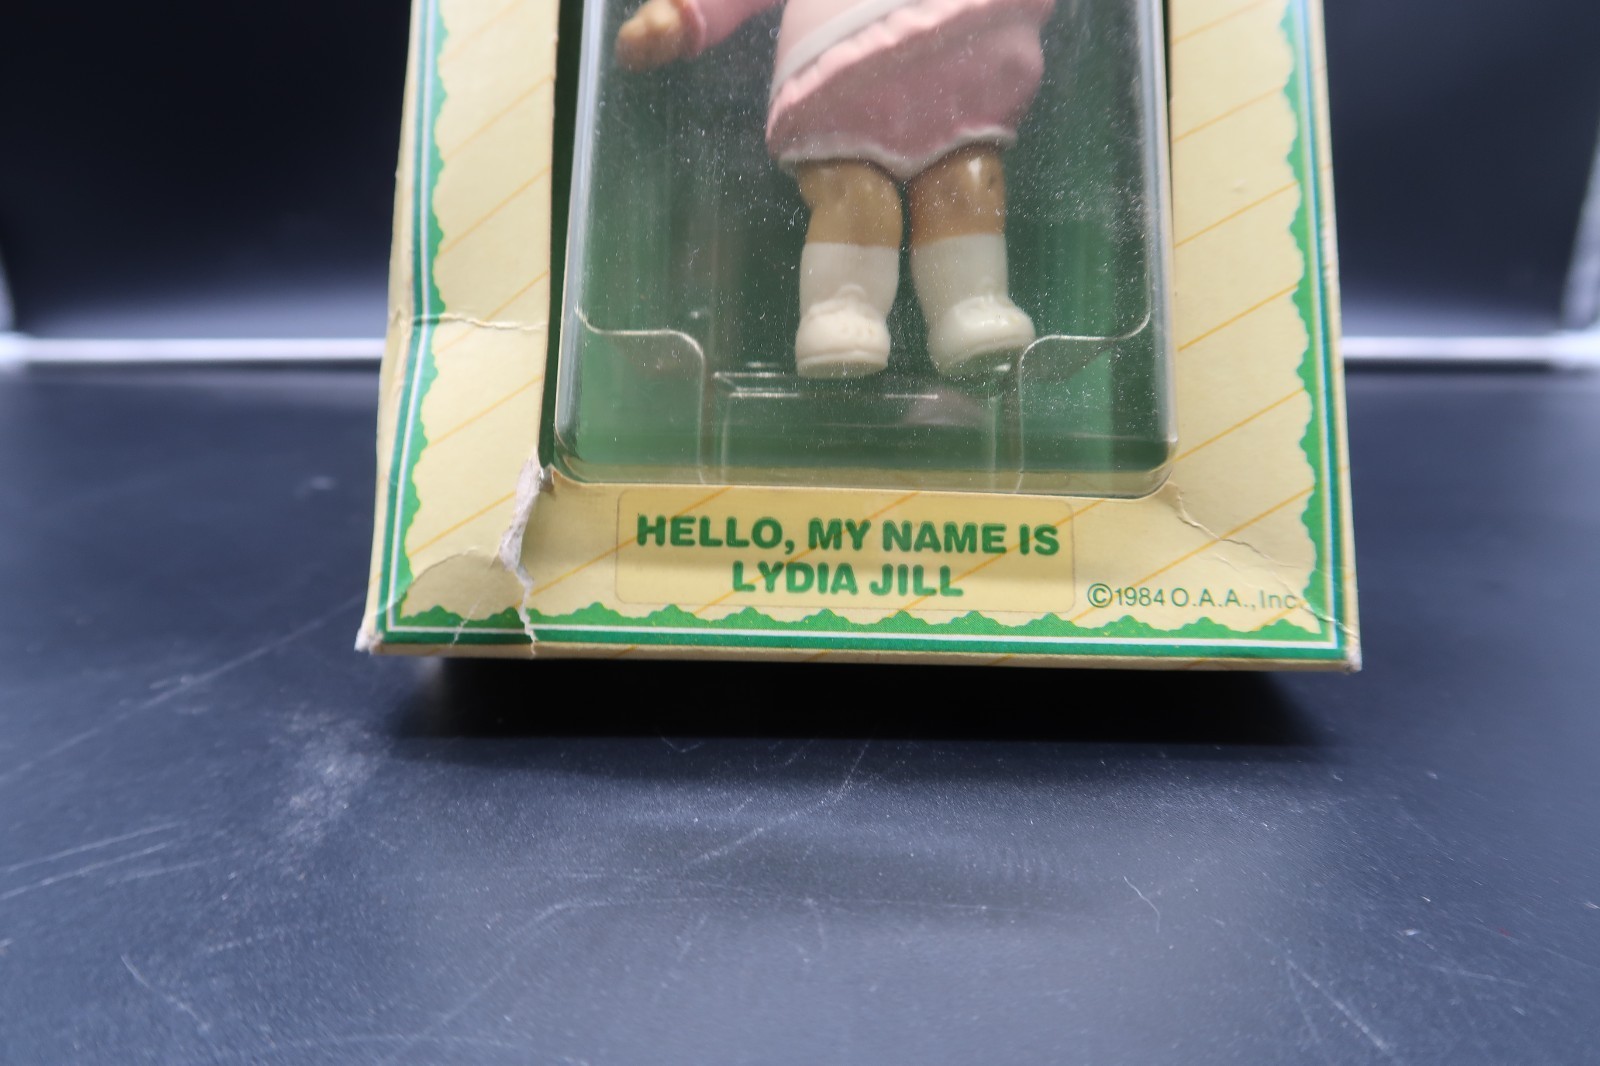 HELLO, MY NAME IS
LYDIA JILL
©1984 O.A.A., Inc.